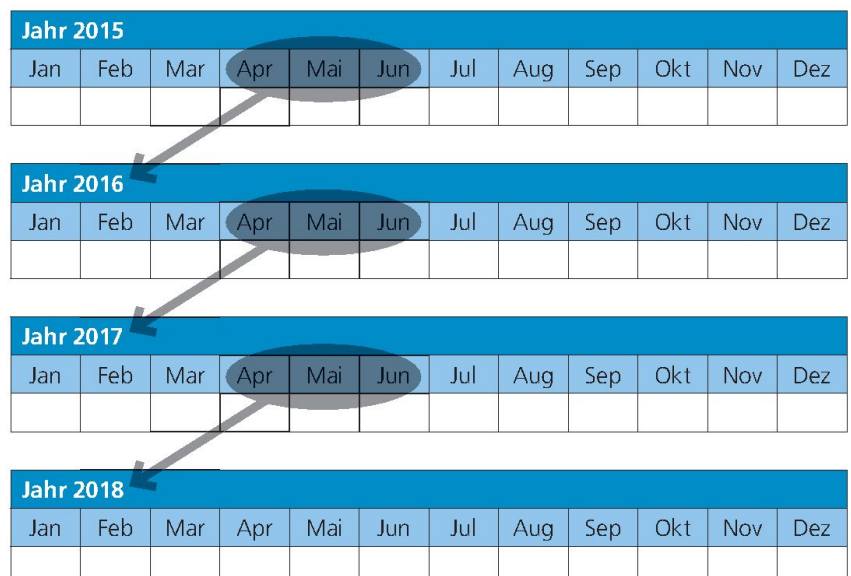 Jahr 2015
Jan Feb Mar Apr Mai Jun Jul Aug Sep Okt Nov Dez
Jahr 2016
Jan Feb Mar Apr Mai Jun Jul Aug Sep Okt Nov Dez
Jahr 2017
Jan Feb Mar Apr Mai Jun Jul Aug Sep Okt Nov Dez
Jahr 2018
Jan Feb Mar Apr Mai Jun Jul Aug Sep Okt Nov Dez